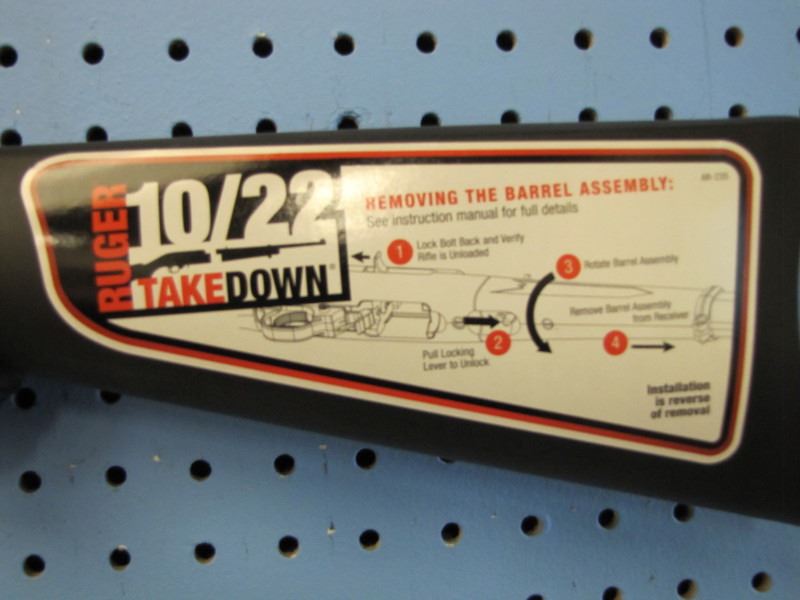 RUGER
10/22
TAKEDOWN®
REMOVING THE BARREL ASSEMBLY:
See instruction manual for full details
1 Lock Bolt Back and Verify
Rifle is Unloaded
3 Rotate Barrel Assembly
Remove Barrel Assembly
from Receiver
4
2
Pull Locking
Lever to Unlock
Installation
is reverse
of removal